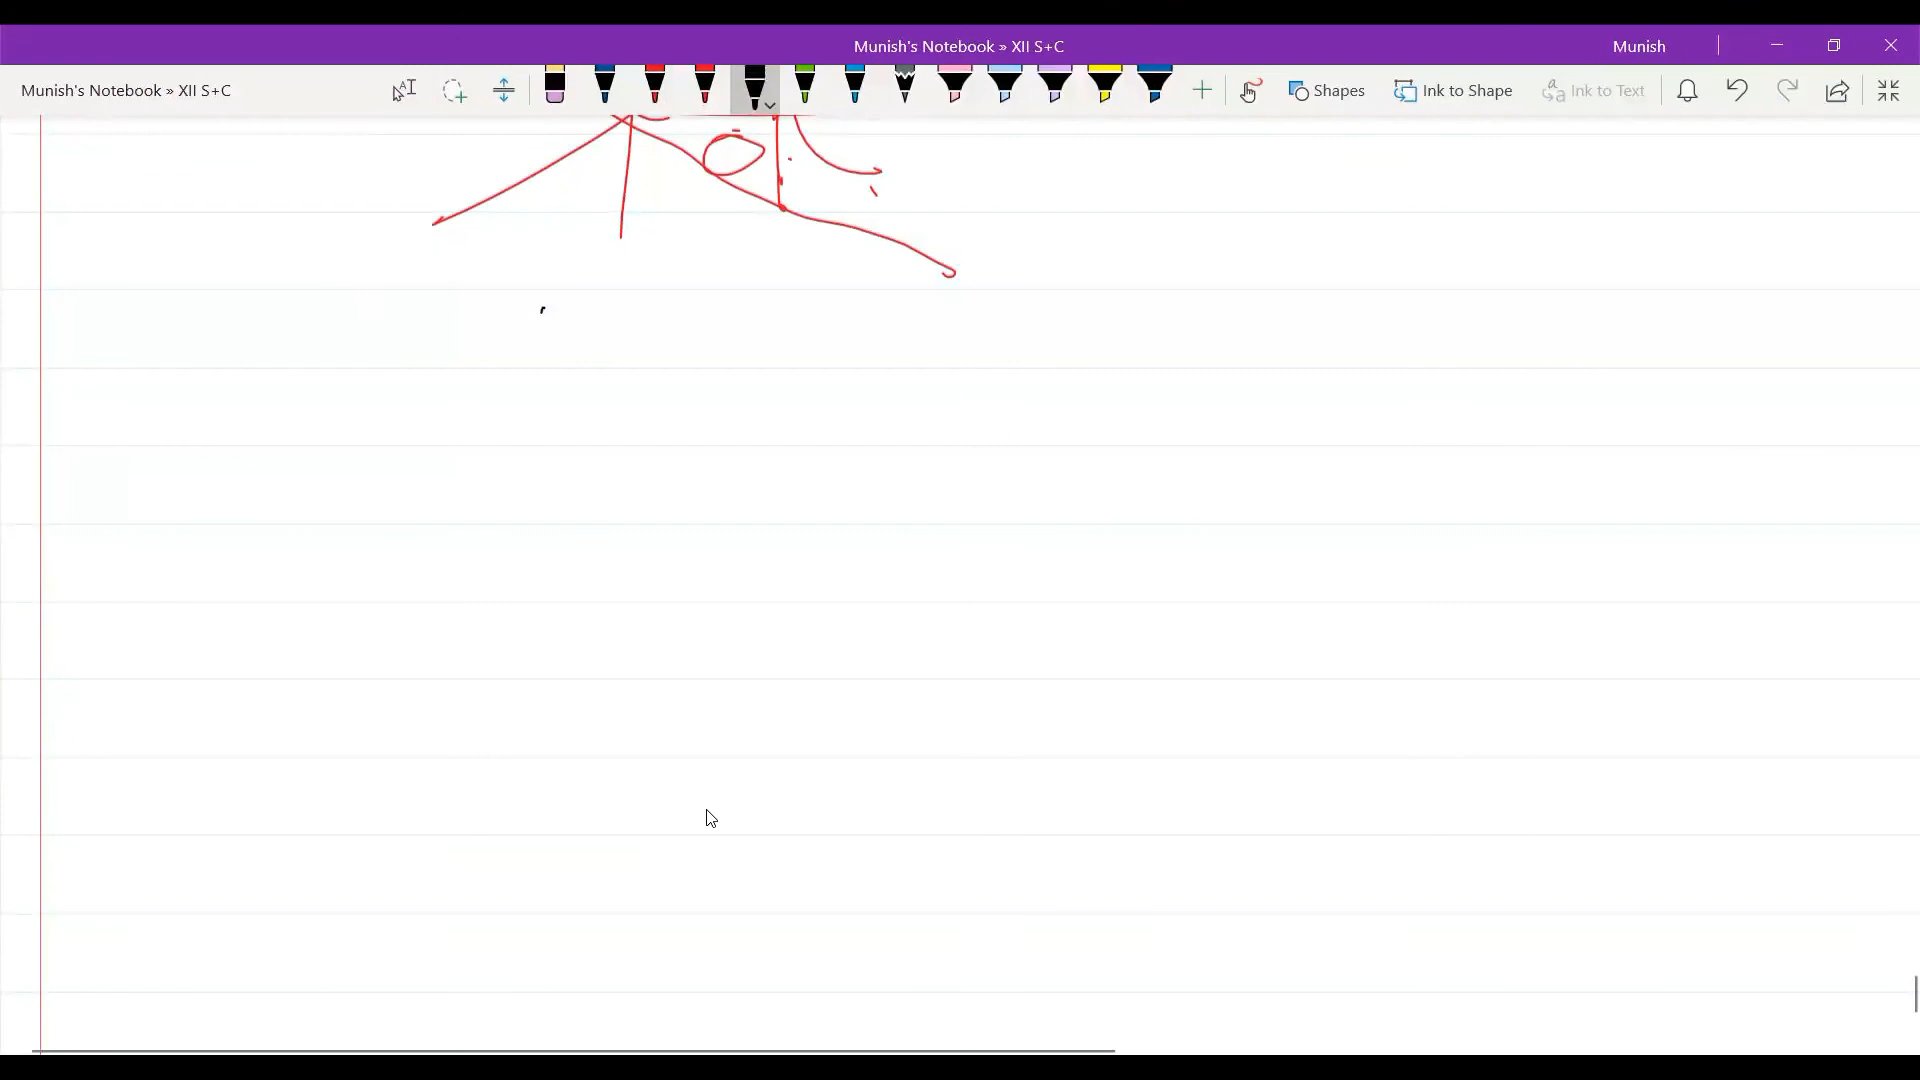 Munish's Notebook » XII S+C
Munish
Munish's Notebook » XII S+C
Shapes
Ink to Shape
Ink to Text